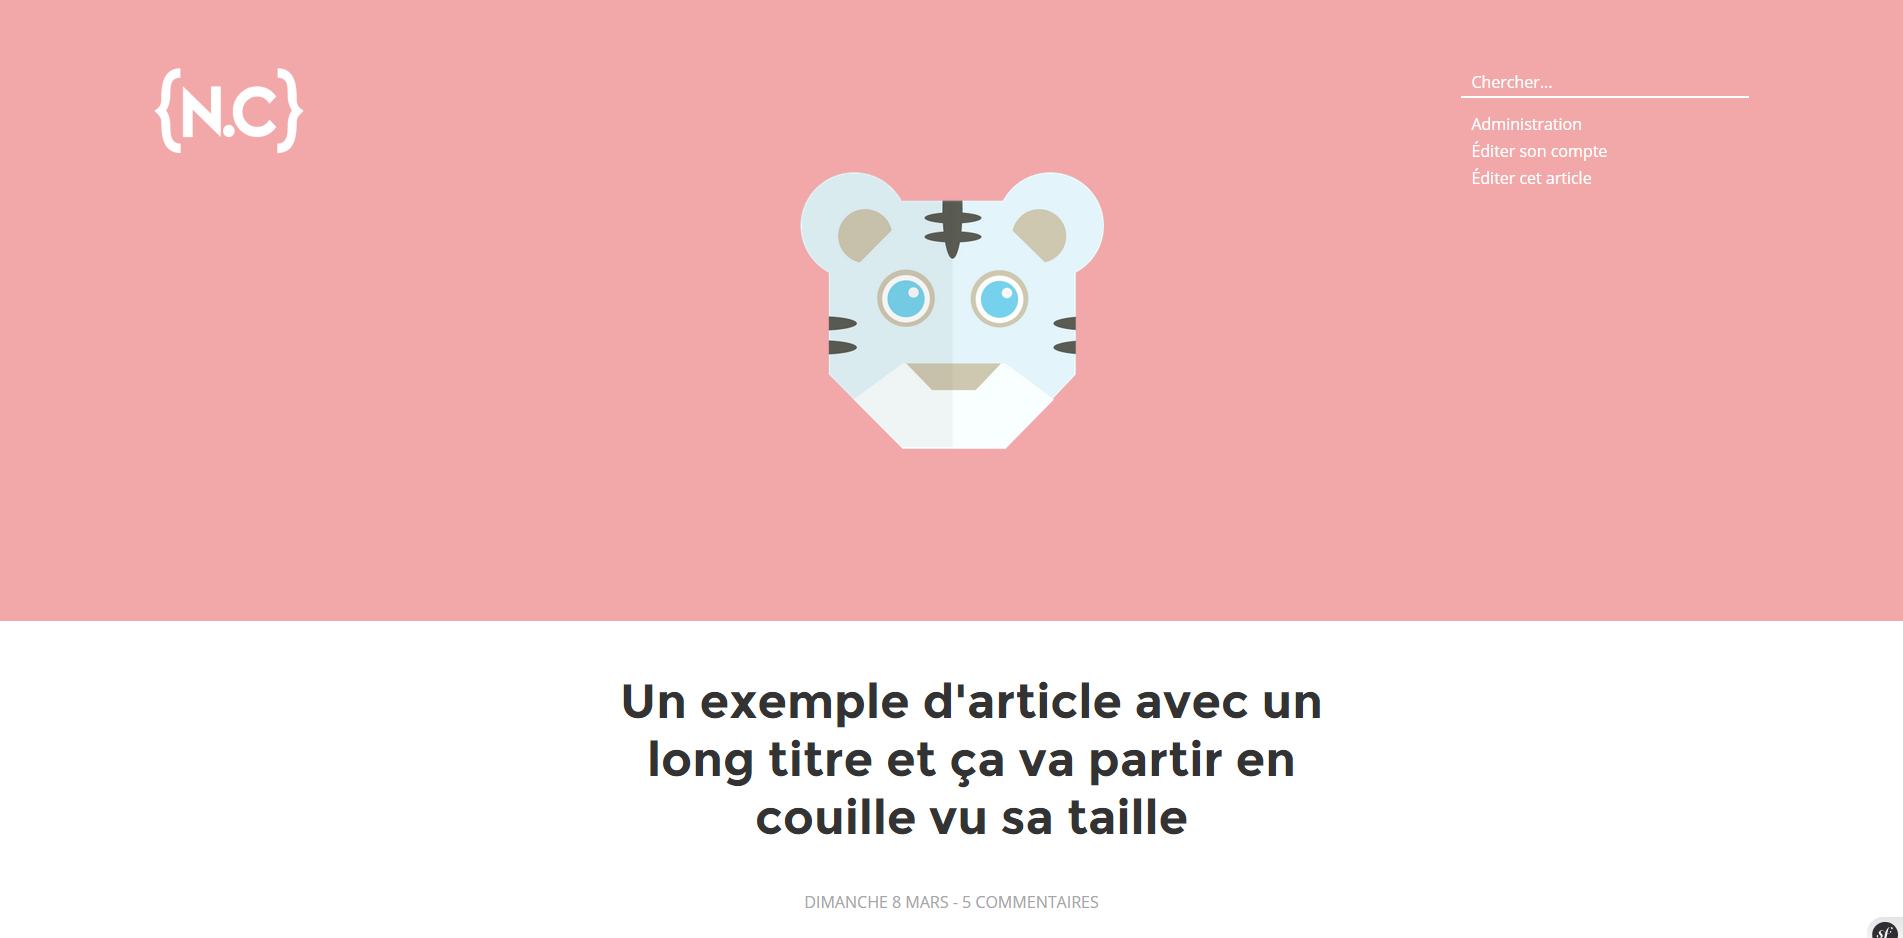 {N.C}
Chercher...
Administration
Éditer son compte
Éditer cet article
Un exemple d'article avec un
long titre et ça va partir en
couille vu sa taille
DIMANCHE 8 MARS - 5 COMMENTAIRES
sf